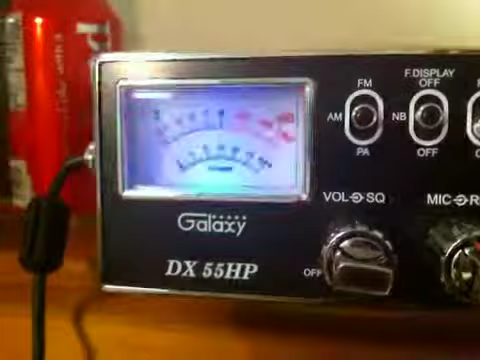 FM
AM
PA
F.DISPLAY
OFF
NB
OFF
VOL SQ
MIC
OFF
Galaxy
DX 55HP